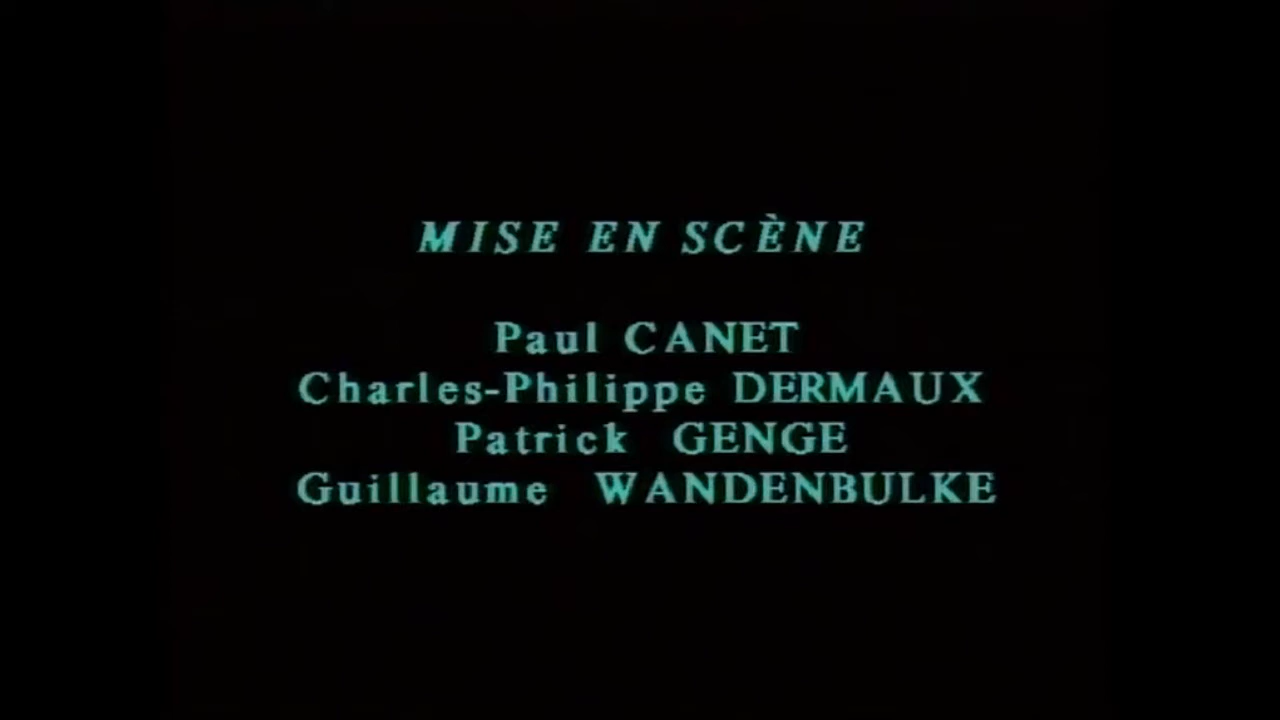 MISE EN SCÈNE
Paul CANET
Charles-Philippe DERMAUX
Patrick GENGE
Guillaume WANDENBULKE